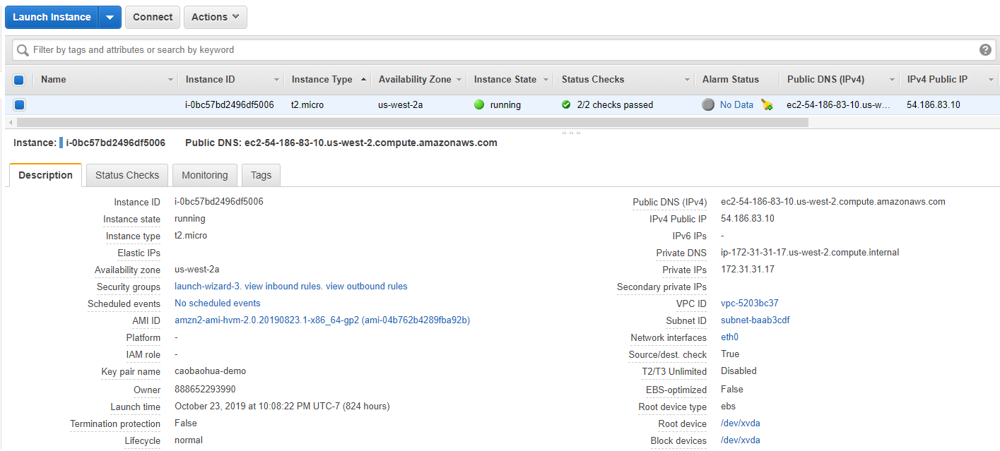 Launch Instance Connect Actions
Filter by tags and attributes or search by keyword
Name Instance ID Instance Type Availability Zone Instance State Status Checks Alarm Status Public DNS (IPv4) IPv4 Public IP
i-0bc57bd2496df5006 t2.micro us-west-2a running 2/2 checks passed No Data ec2-54-186-83-10.us-w... 54.186.83.10
Instance: i-0bc57bd2496df5006 Public DNS: ec2-54-186-83-10.us-west-2.compute.amazonaws.com
Description Status Checks Monitoring Tags
Instance ID i-0bc57bd2496df5006 Public DNS (IPv4) ec2-54-186-83-10.us-west-2.compute.amazonaws.com
Instance state running IPv4 Public IP 54.186.83.10
Instance type t2.micro IPv6 IPs -
Elastic IPs Private DNS ip-172-31-31-17.us-west-2.compute.internal
Availability zone us-west-2a Private IPs 172.31.31.17
Security groups launch-wizard-3. view inbound rules. view outbound rules Secondary private IPs
Scheduled events No scheduled events VPC ID vpc-5203bc37
AMI ID amzn2-ami-hvm-2.0.20190823.1-x86_64-gp2 (ami-04b762b4289fba92b) Subnet ID subnet-baab3cdf
Platform - Network interfaces eth0
IAM role - Source/dest. check True
Key pair name caobaohua-demo T2/T3 Unlimited Disabled
Owner 888652293990 EBS-optimized False
Launch time October 23, 2019 at 10:08:22 PM UTC-7 (824 hours) Root device type ebs
Termination protection False Root device /dev/xvda
Lifecycle normal Block devices /dev/xvda